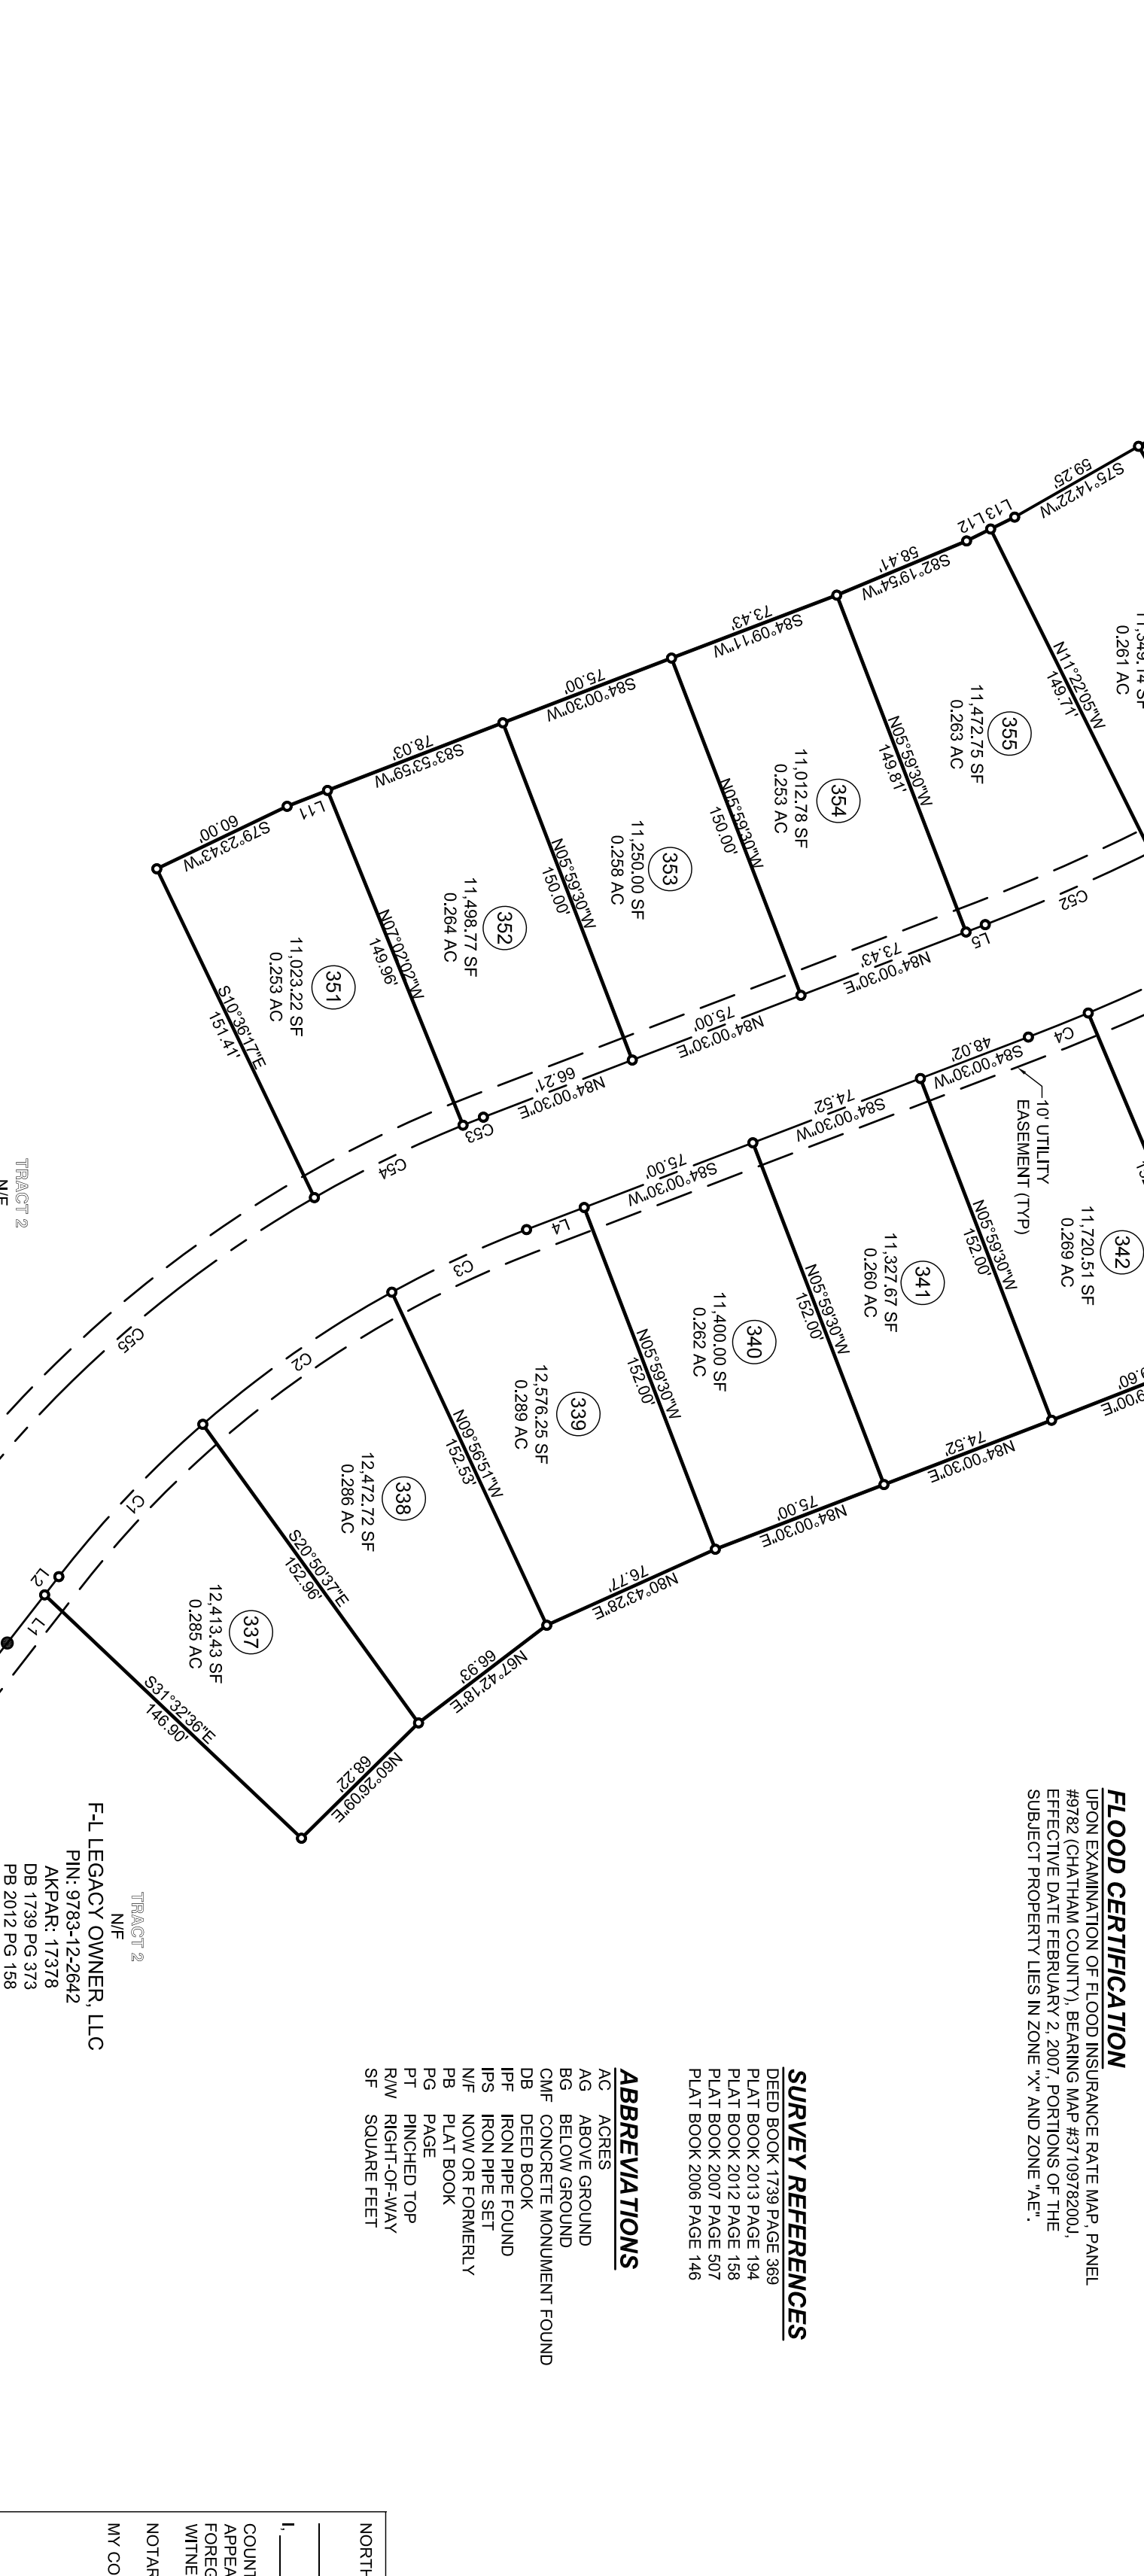 FLOOD CERTIFICATION
UPON EXAMINATION OF FLOOD INSURANCE RATE MAP, PANEL
#9782 (CHATHAM COUNTY), BEARING MAP #3710978200J,
EFFECTIVE DATE FEBRUARY 2, 2007, PORTIONS OF THE
SUBJECT PROPERTY LIES IN ZONE "X" AND ZONE "AE".
SURVEY REFERENCES
DEED BOOK 1739 PAGE 369
PLAT BOOK 2013 PAGE 194
PLAT BOOK 2012 PAGE 158
PLAT BOOK 2007 PAGE 507
PLAT BOOK 2006 PAGE 146
ABBREVIATIONS
AC ACRES
AG ABOVE GROUND
BG BELOW GROUND
CMF CONCRETE MONUMENT FOUND
DB DEED BOOK
IPF IRON PIPE FOUND
IPS IRON PIPE SET
N/F NOW OR FORMERLY
PB PLAT BOOK
PG PAGE
PT PINCHED TOP
R/W RIGHT-OF-WAY
SF SQUARE FEET
S75°14'22"W
59.25'
L13
L12
0.261 AC
N11°22'05"W
149.71'
355
11,472.75 SF
0.263 AC
S82°19'54"W
58.41'
N05°59'30"W
149.81'
C52
L5
354
11,012.78 SF
0.253 AC
S84°09'11"W
73.43'
N05°59'30"W
150.00'
N84°00'30"E
73.43'
353
11,250.00 SF
0.258 AC
S84°00'30"W
75.00'
N05°59'30"W
150.00'
N84°00'30"E
75.00'
352
11,498.77 SF
0.264 AC
S83°53'59"W
78.03'
N07°02'02"W
149.96'
N84°00'30"E
66.21'
C53
351
11,023.22 SF
0.253 AC
L11
S79°23'43"W
60.00'
S10°36'17"E
151.41'
C54
C55
10' UTILITY
EASEMENT (TYP)
342
11,720.51 SF
0.269 AC
C4
S84°00'30"W
48.02'
N05°59'30"W
152.00'
341
11,327.67 SF
0.260 AC
S84°00'30"W
74.52'
N84°00'30"E
74.52'
N05°59'30"W
152.00'
340
11,400.00 SF
0.262 AC
S84°00'30"W
75.00'
N84°00'30"E
75.00'
N05°59'30"W
152.00'
339
12,576.25 SF
0.289 AC
L4
C3
N80°43'28"E
76.77'
N09°56'51"W
152.53'
338
12,472.72 SF
0.286 AC
C2
N67°42'18"E
66.93'
S20°50'37"E
152.96'
337
12,413.43 SF
0.285 AC
C1
L2
L1
N60°26'09"E
68.22'
S31°32'36"E
146.90'
TRACT 2
N/F
TRACT 2
N/F
F-L LEGACY OWNER, LLC
PIN: 9783-12-2642
AKPAR: 17378
DB 1739 PG 373
PB 2012 PG 158
NORTH
I,
COUNT
APPEA
FOREG
WITNE
NOTAR
MY CO